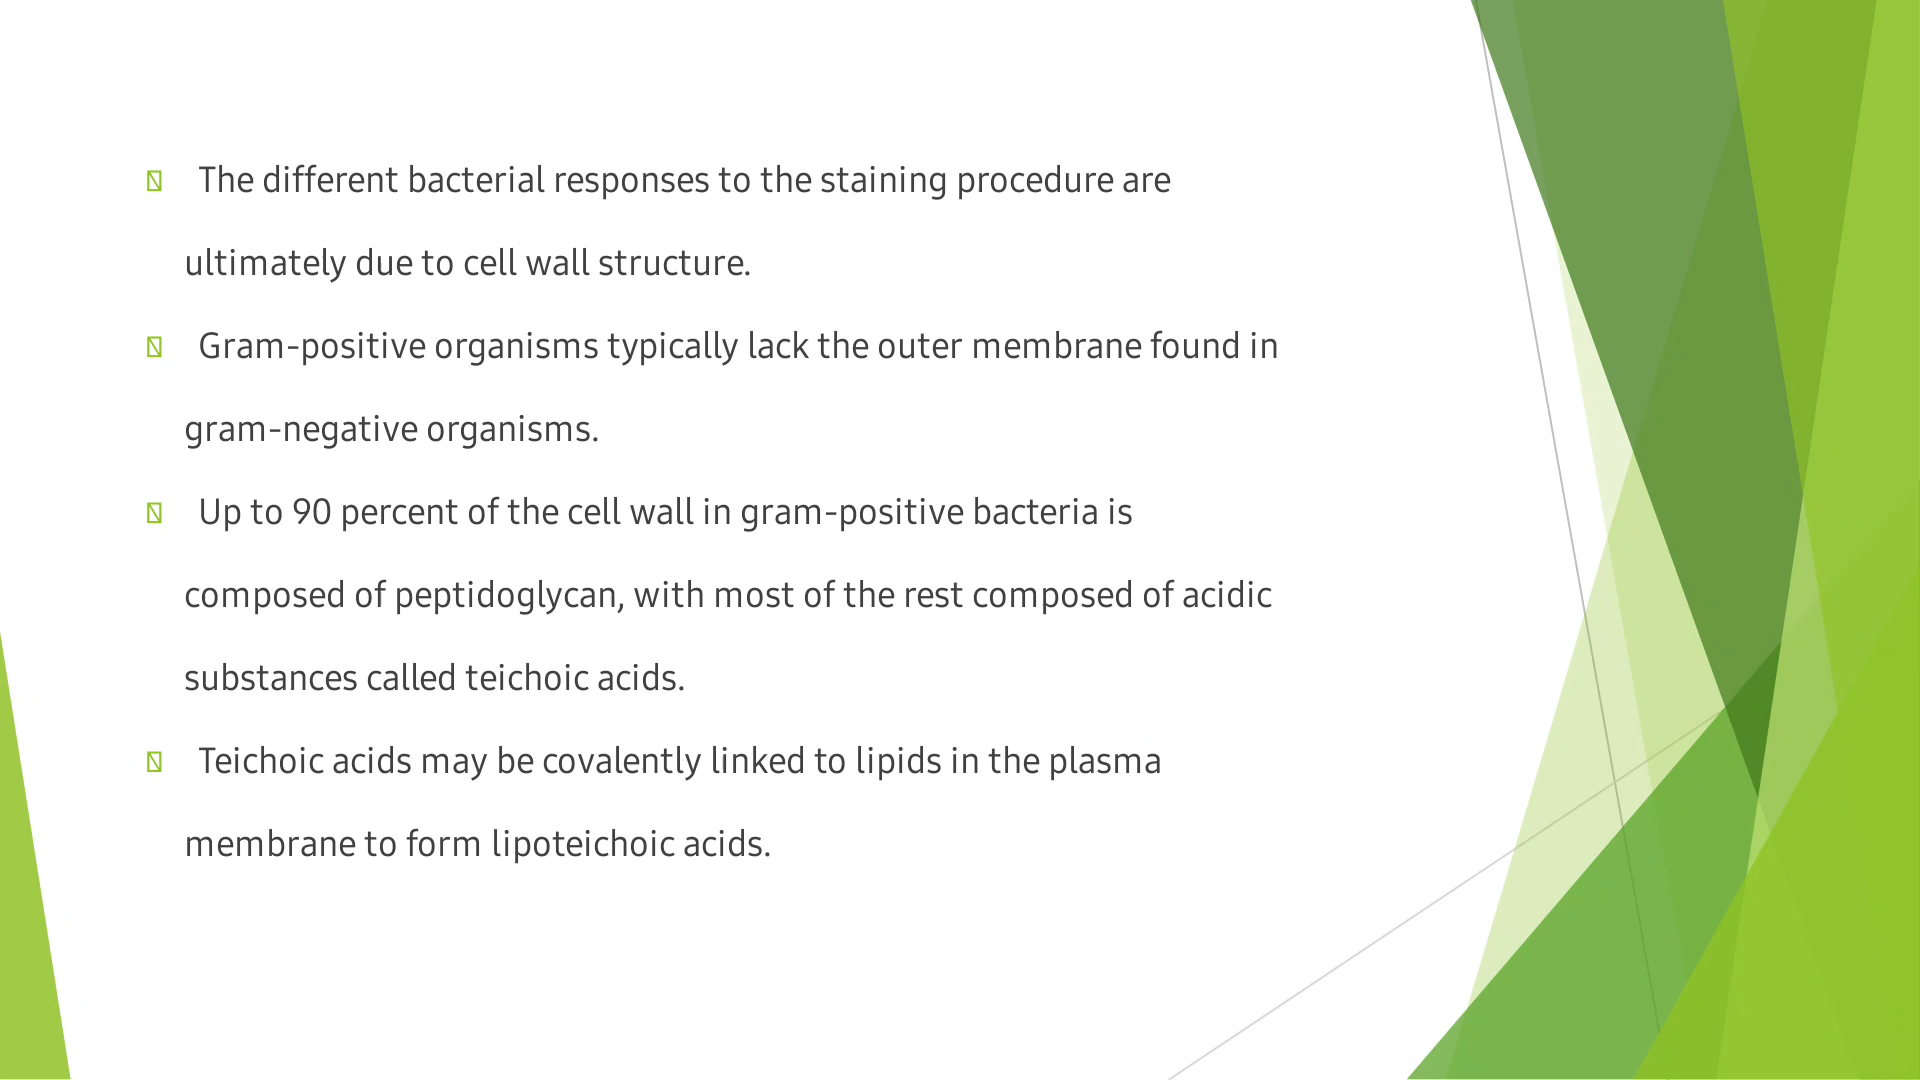 The different bacterial responses to the staining procedure are
ultimately due to cell wall structure.
Gram-positive organisms typically lack the outer membrane found in
gram-negative organisms.
Up to 90 percent of the cell wall in gram-positive bacteria is
composed of peptidoglycan, with most of the rest composed of acidic
substances called teichoic acids.
Teichoic acids may be covalently linked to lipids in the plasma
membrane to form lipoteichoic acids.